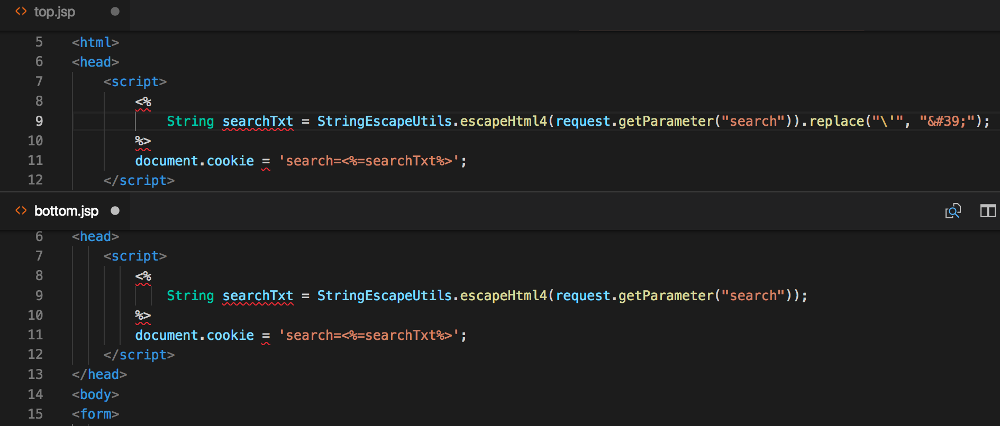 top.jsp
5 <html>
6 <head>
7 <script>
8 <%
9 String searchTxt = StringEscapeUtils.escapeHtml4(request.getParameter("search")).replace("\'", "&#39;");
10 %>
11 document.cookie = 'search=<%=searchTxt%>';
12 </script>
bottom.jsp
6 <head>
7 <script>
8 <%
9 String searchTxt = StringEscapeUtils.escapeHtml4(request.getParameter("search"));
10 %>
11 document.cookie = 'search=<%=searchTxt%>';
12 </script>
13 </head>
14 <body>
15 <form>